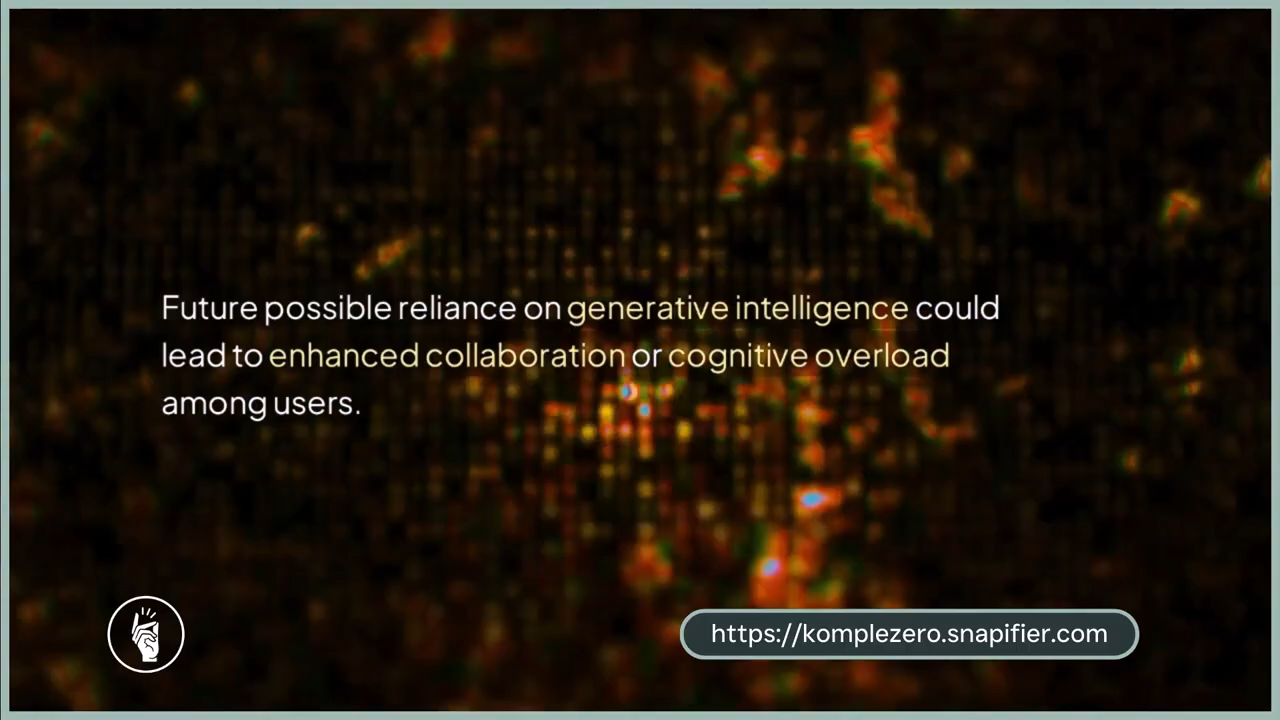 Future possible reliance on generative intelligence could
lead to enhanced collaboration or cognitive overload
among users.
https://komplezero.snapifier.com